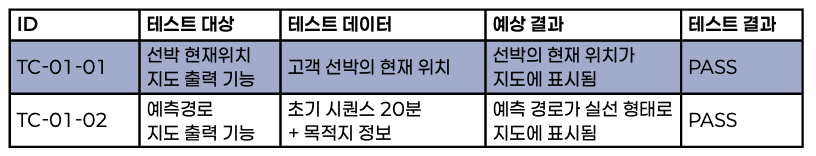 ID 테스트 대상 테스트 데이터 예상 결과 테스트 결과
TC-01-01 선박 현재위치 지도 출력 기능 고객 선박의 현재 위치 선박의 현재 위치가 지도에 표시됨 PASS
TC-01-02 예측경로 지도 출력 기능 초기 시퀀스 20분 + 목적지 정보 예측 경로가 실선 형태로 지도에 표시됨 PASS